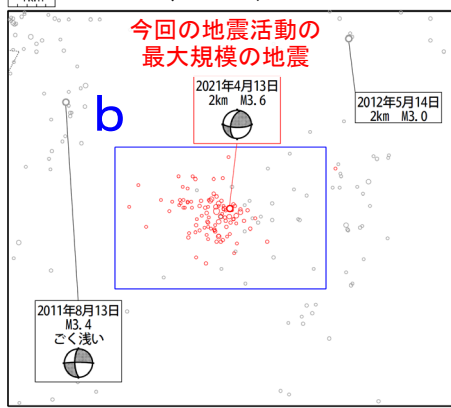 今回の地震活動の
最大規模の地震
2021年4月13日
2km M3.6
2012年5月14日
2km M3.0
b
2011年8月13日
M3.4
ごく浅い